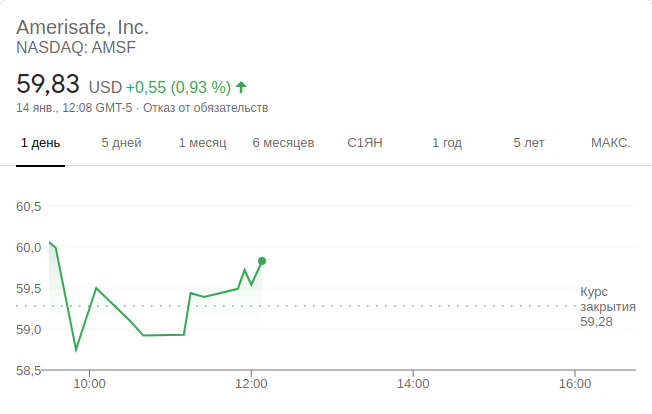 Amerisafe, Inc.
NASDAQ: AMSF
59,83 USD +0,55 (0,93 %)
14 янв., 12:08 GMT-5 · Отказ от обязательств
1 день 5 дней 1 месяц 6 месяцев С1ЯН 1 год 5 лет МАКС.
60,5
60,0
59,5
Курс
закрытия
59,28
59,0
58,5
10:00 12:00 14:00 16:00